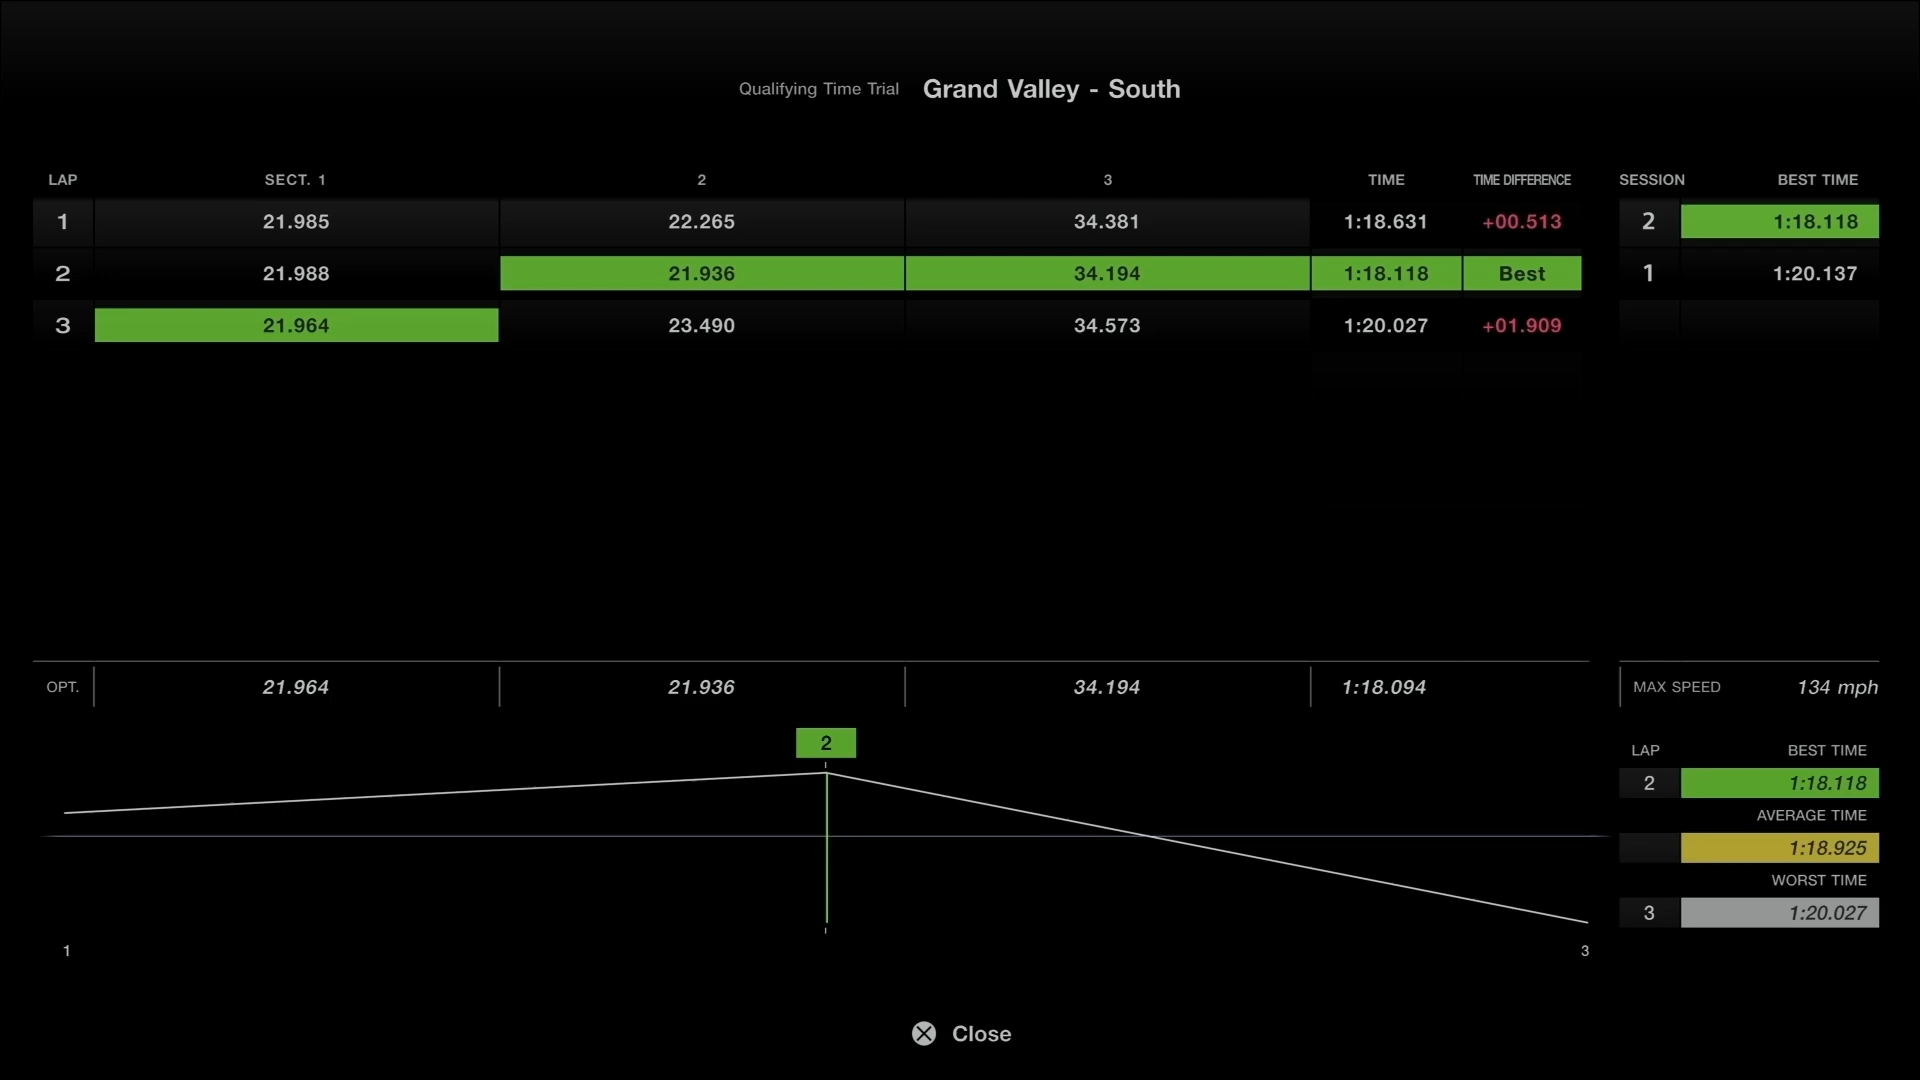 Qualifying Time Trial Grand Valley - South
LAP SECT. 1 2 3 TIME TIME DIFFERENCE SESSION BEST TIME
1 21.985 22.265 34.381 1:18.631 +00.513 2 1:18.118
2 21.988 21.936 34.194 1:18.118 Best 1 1:20.137
3 21.964 23.490 34.573 1:20.027 +01.909
OPT. 21.964 21.936 34.194 1:18.094 MAX SPEED 134 mph
2
LAP BEST TIME
2 1:18.118
AVERAGE TIME
1:18.925
WORST TIME
3 1:20.027
1 3
Close